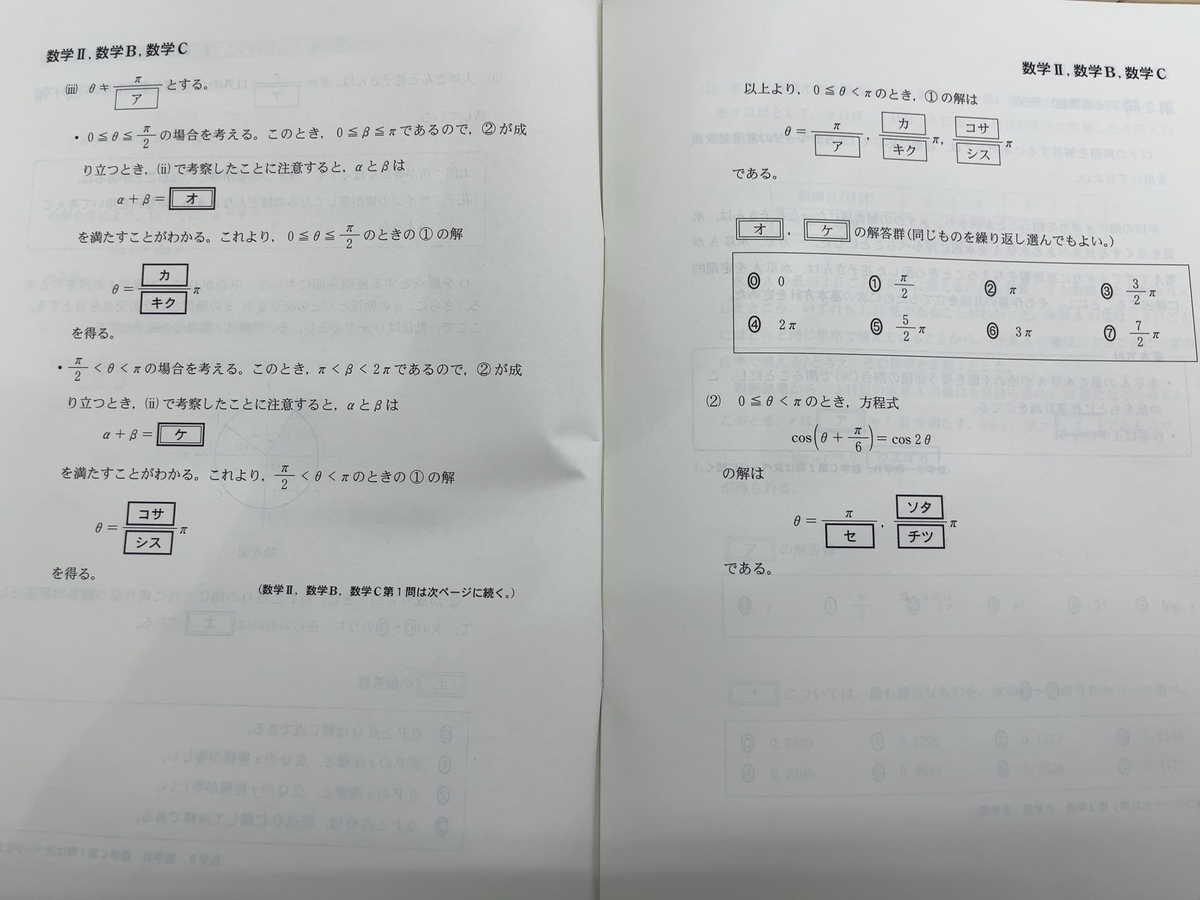 数学Ⅱ,数学B,数学C
(iii) θ≠π/ア とする。
・0≦θ≦π/2 の場合を考える。このとき,0≦β≦πであるので,②が成
り立つとき,(ii)で考察したことに注意すると,αとβは
α+β=オ
を満たすことがわかる。これより,0≦θ≦π/2 のときの①の解
θ=カ/キク π
を得る。
・π/2<θ<πの場合を考える。このとき,π<β<2πであるので,②が成
り立つとき,(ii)で考察したことに注意すると,αとβは
α+β=ケ
を満たすことがわかる。これより,π/2<θ<πのときの①の解
θ=コサ/シス π
を得る。
(数学Ⅱ,数学B,数学C第1問は次ページに続く。)
数学Ⅱ,数学B,数学C
以上より,0≦θ<πのとき,①の解は
θ=π/ア,カ/キク π,コサ/シス π
である。
オ,ケの解答群(同じものを繰り返し選んでもよい。)
⓪ 0 ① π/2 ② π ③ 3/2 π
④ 2π ⑤ 5/2 π ⑥ 3π ⑦ 7/2 π
(2) 0≦θ<πのとき,方程式
cos(θ+π/6)=cos2θ
の解は
θ=π/セ,ソタ/チツ π
である。